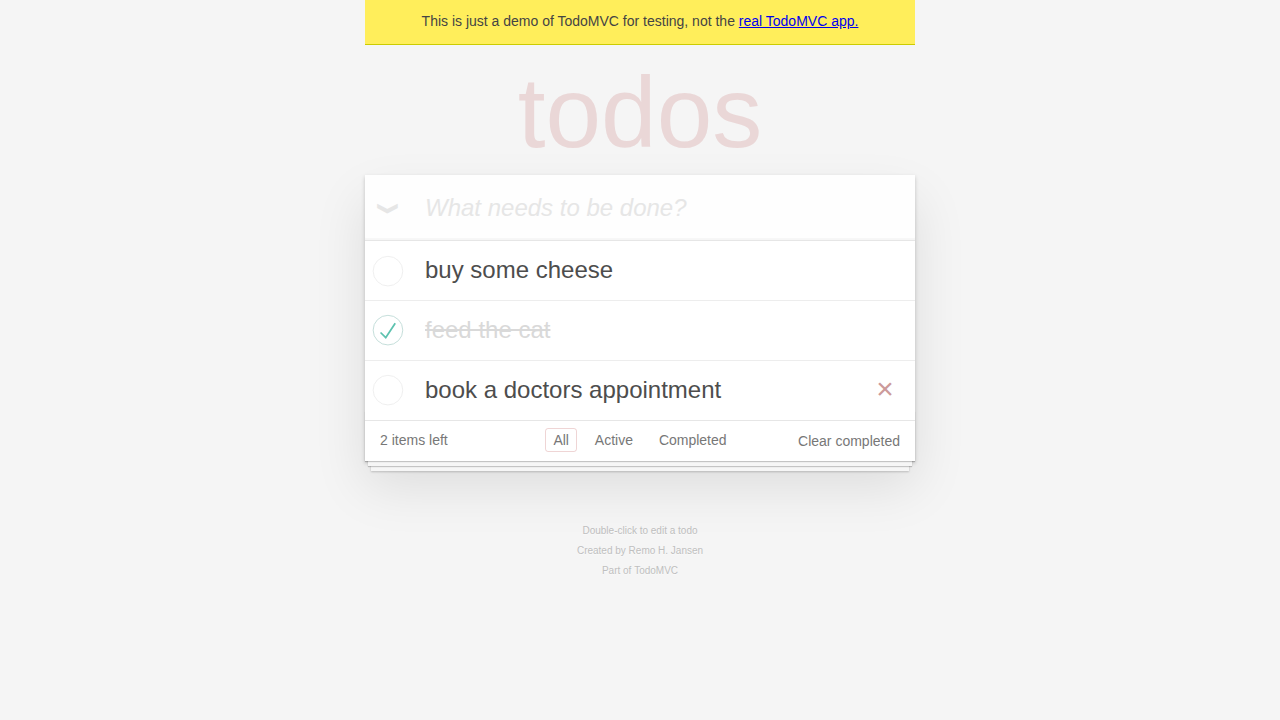 This is just a demo of TodoMVC for testing, not the real TodoMVC app.
todos
What needs to be done?
buy some cheese
feed the cat
book a doctors appointment
2 items left All Active Completed Clear completed
Double-click to edit a todo
Created by Remo H. Jansen
Part of TodoMVC